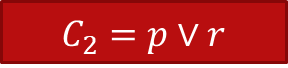 C₂ = p ∨ r